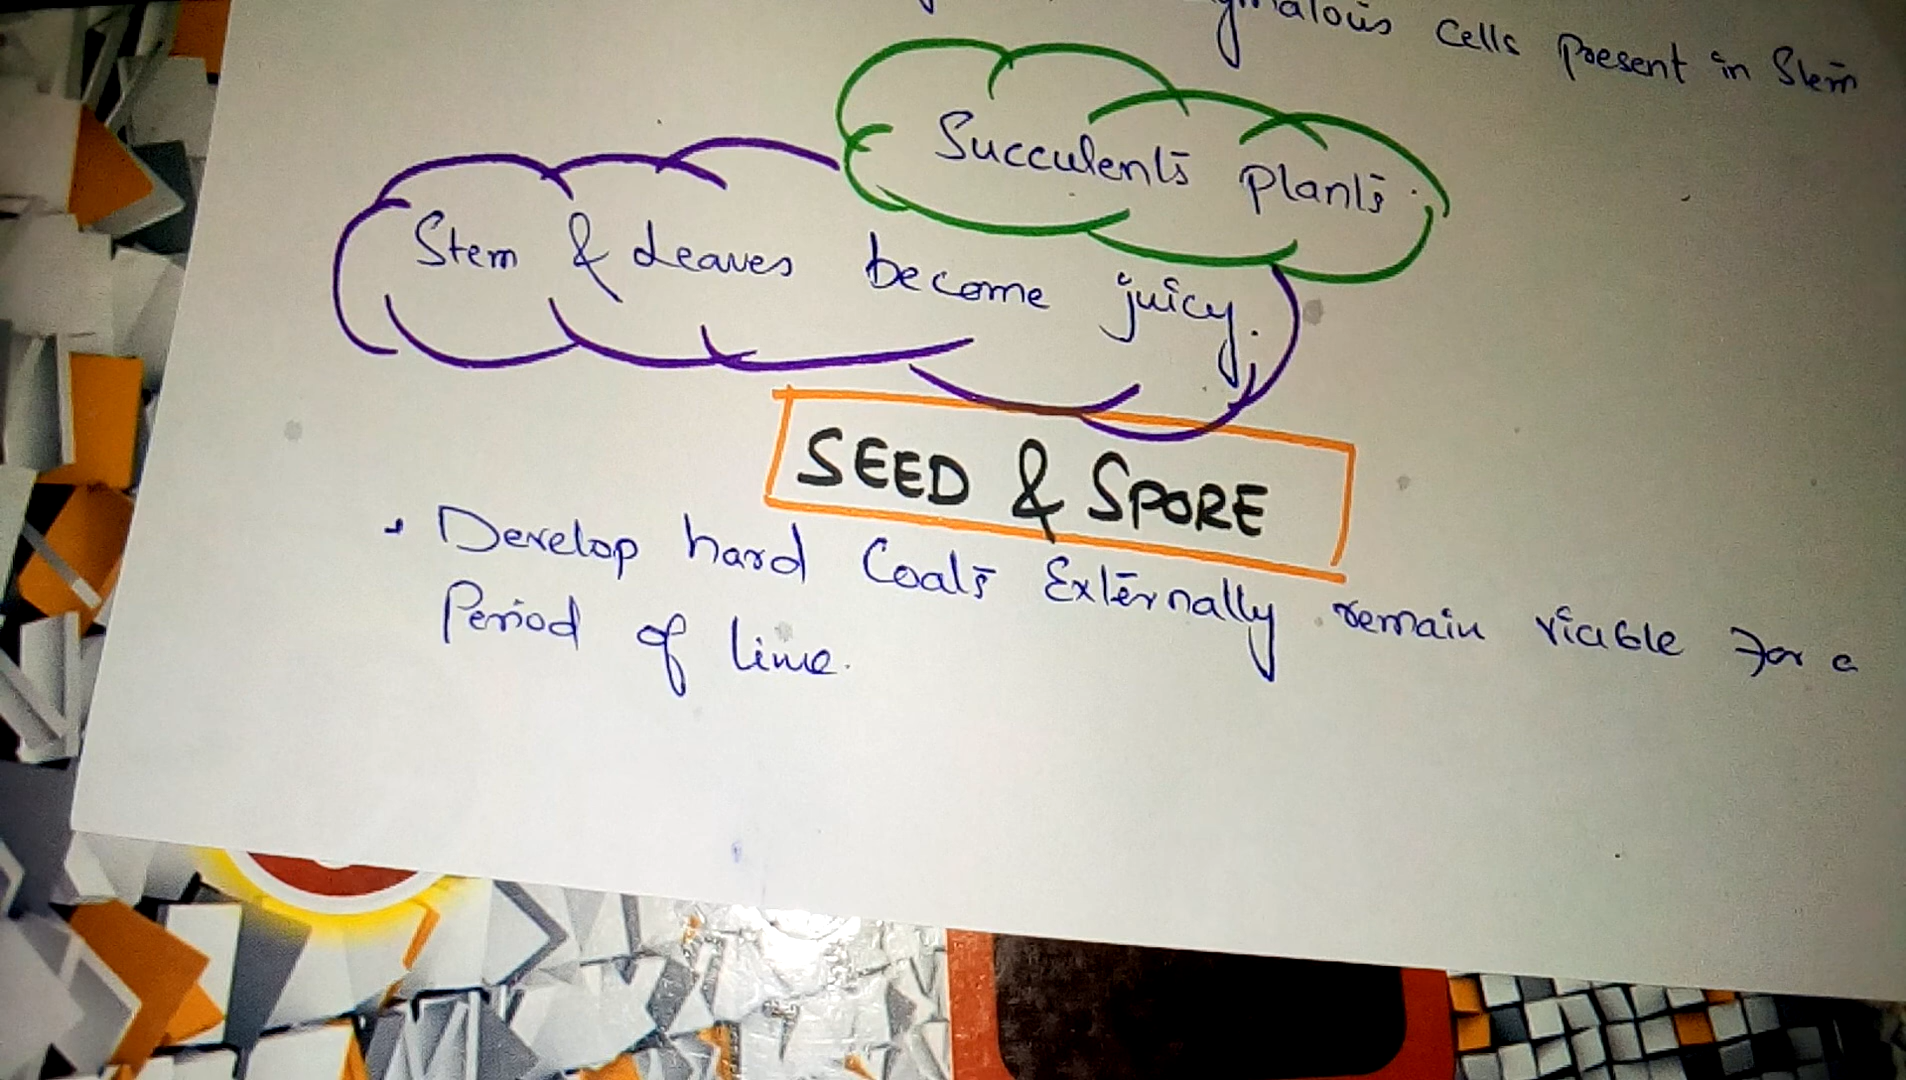 Cells Present in Stem
Succulents plants.
Stem & Leaves become juicy.
SEED & SPORE
• Develop hard Coats Externally remain viable For a
Period of time.